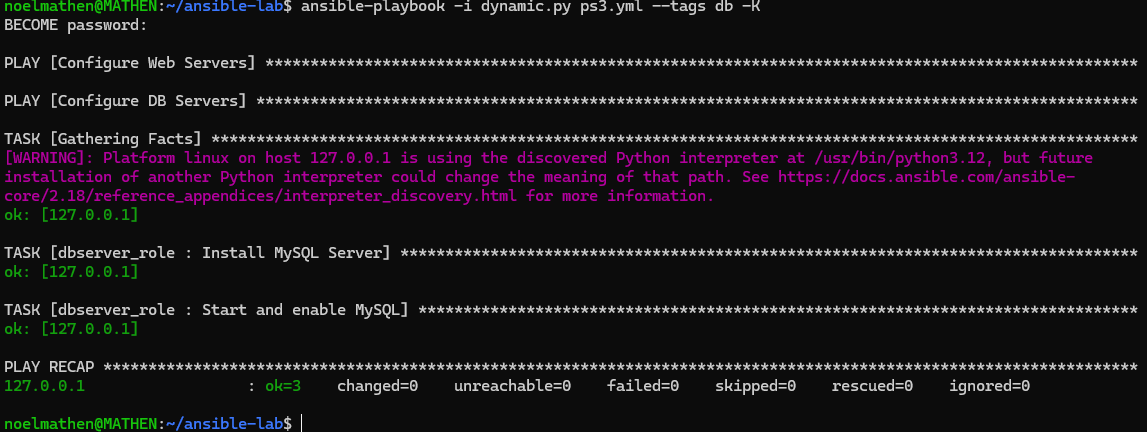 noelmathen@MATHEN:~/ansible-lab$ ansible-playbook -i dynamic.py ps3.yml --tags db -K
BECOME password:
PLAY [Configure Web Servers] *************************************************************************************************
PLAY [Configure DB Servers] **************************************************************************************************
TASK [Gathering Facts] *******************************************************************************************************
[WARNING]: Platform linux on host 127.0.0.1 is using the discovered Python interpreter at /usr/bin/python3.12, but future
installation of another Python interpreter could change the meaning of that path. See https://docs.ansible.com/ansible-
core/2.18/reference_appendices/interpreter_discovery.html for more information.
ok: [127.0.0.1]
TASK [dbserver_role : Install MySQL Server] **********************************************************************************
ok: [127.0.0.1]
TASK [dbserver_role : Start and enable MySQL] ********************************************************************************
ok: [127.0.0.1]
PLAY RECAP *******************************************************************************************************************
127.0.0.1                  : ok=3    changed=0    unreachable=0    failed=0    skipped=0    rescued=0    ignored=0
noelmathen@MATHEN:~/ansible-lab$